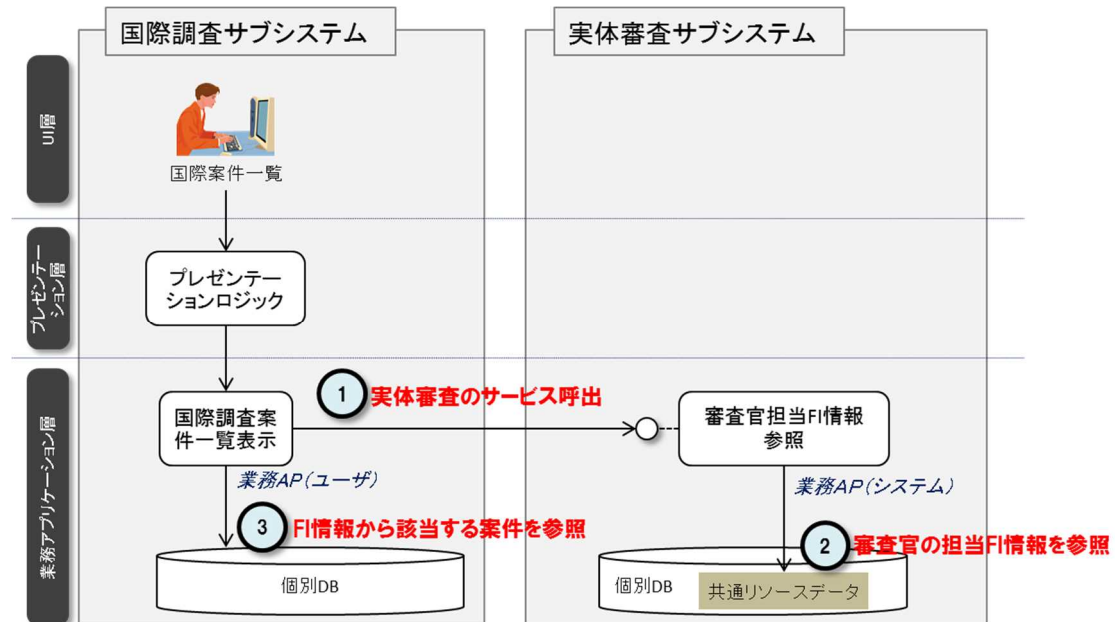 国際調査サブシステム
実体審査サブシステム
UI層
国際案件一覧
プレゼンテー
ション層
プレゼンテー
ションロジック
業務アプリケーション層
1
実体審査のサービス呼出
国際調査案
件一覧表示
審査官担当FI情報
参照
業務AP(ユーザ)
業務AP(システム)
3
FI情報から該当する案件を参照
2
審査官の担当FI情報を参照
個別DB
個別DB
共通リソースデータ